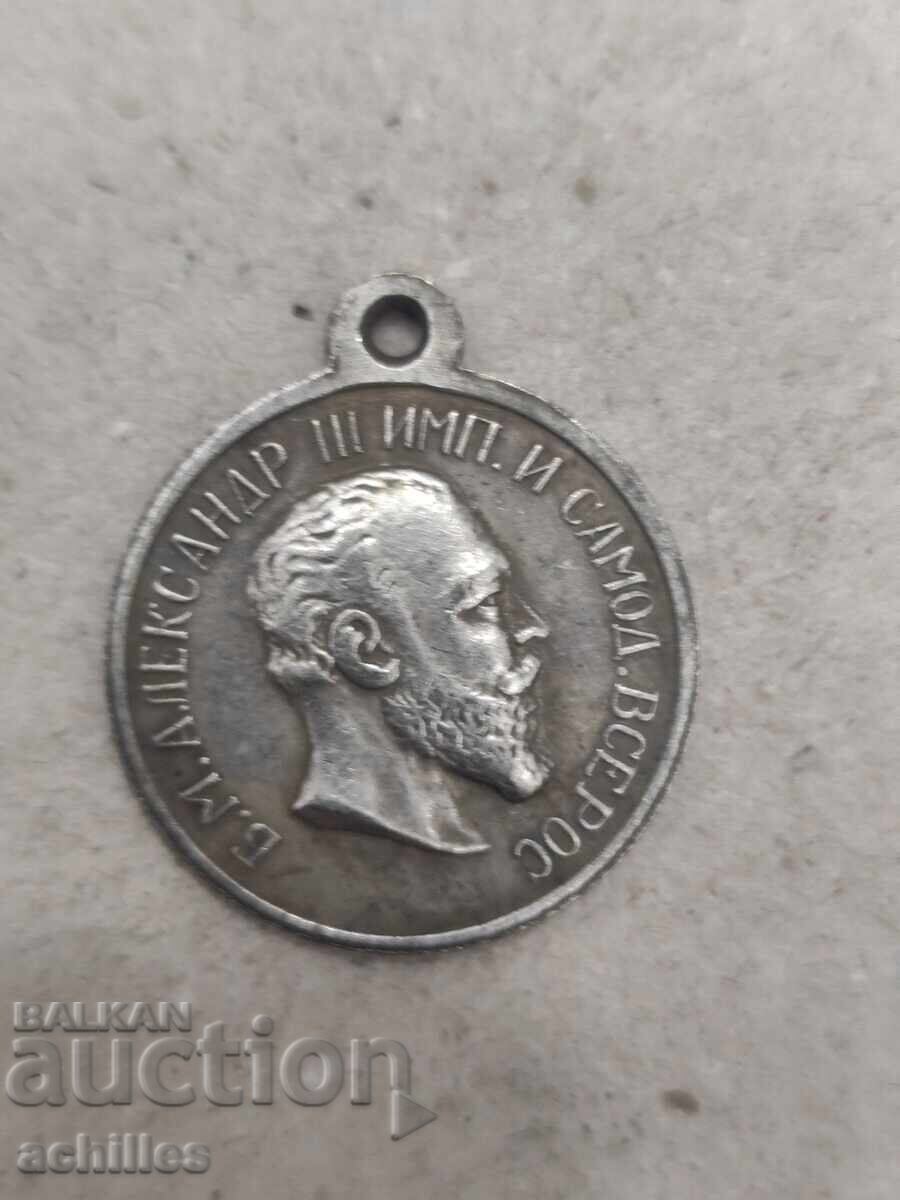 Б.М.АЛЕКСАНДР III ИМП. И САМОД. ВСЕРОС
BALKAN
auction
achilles